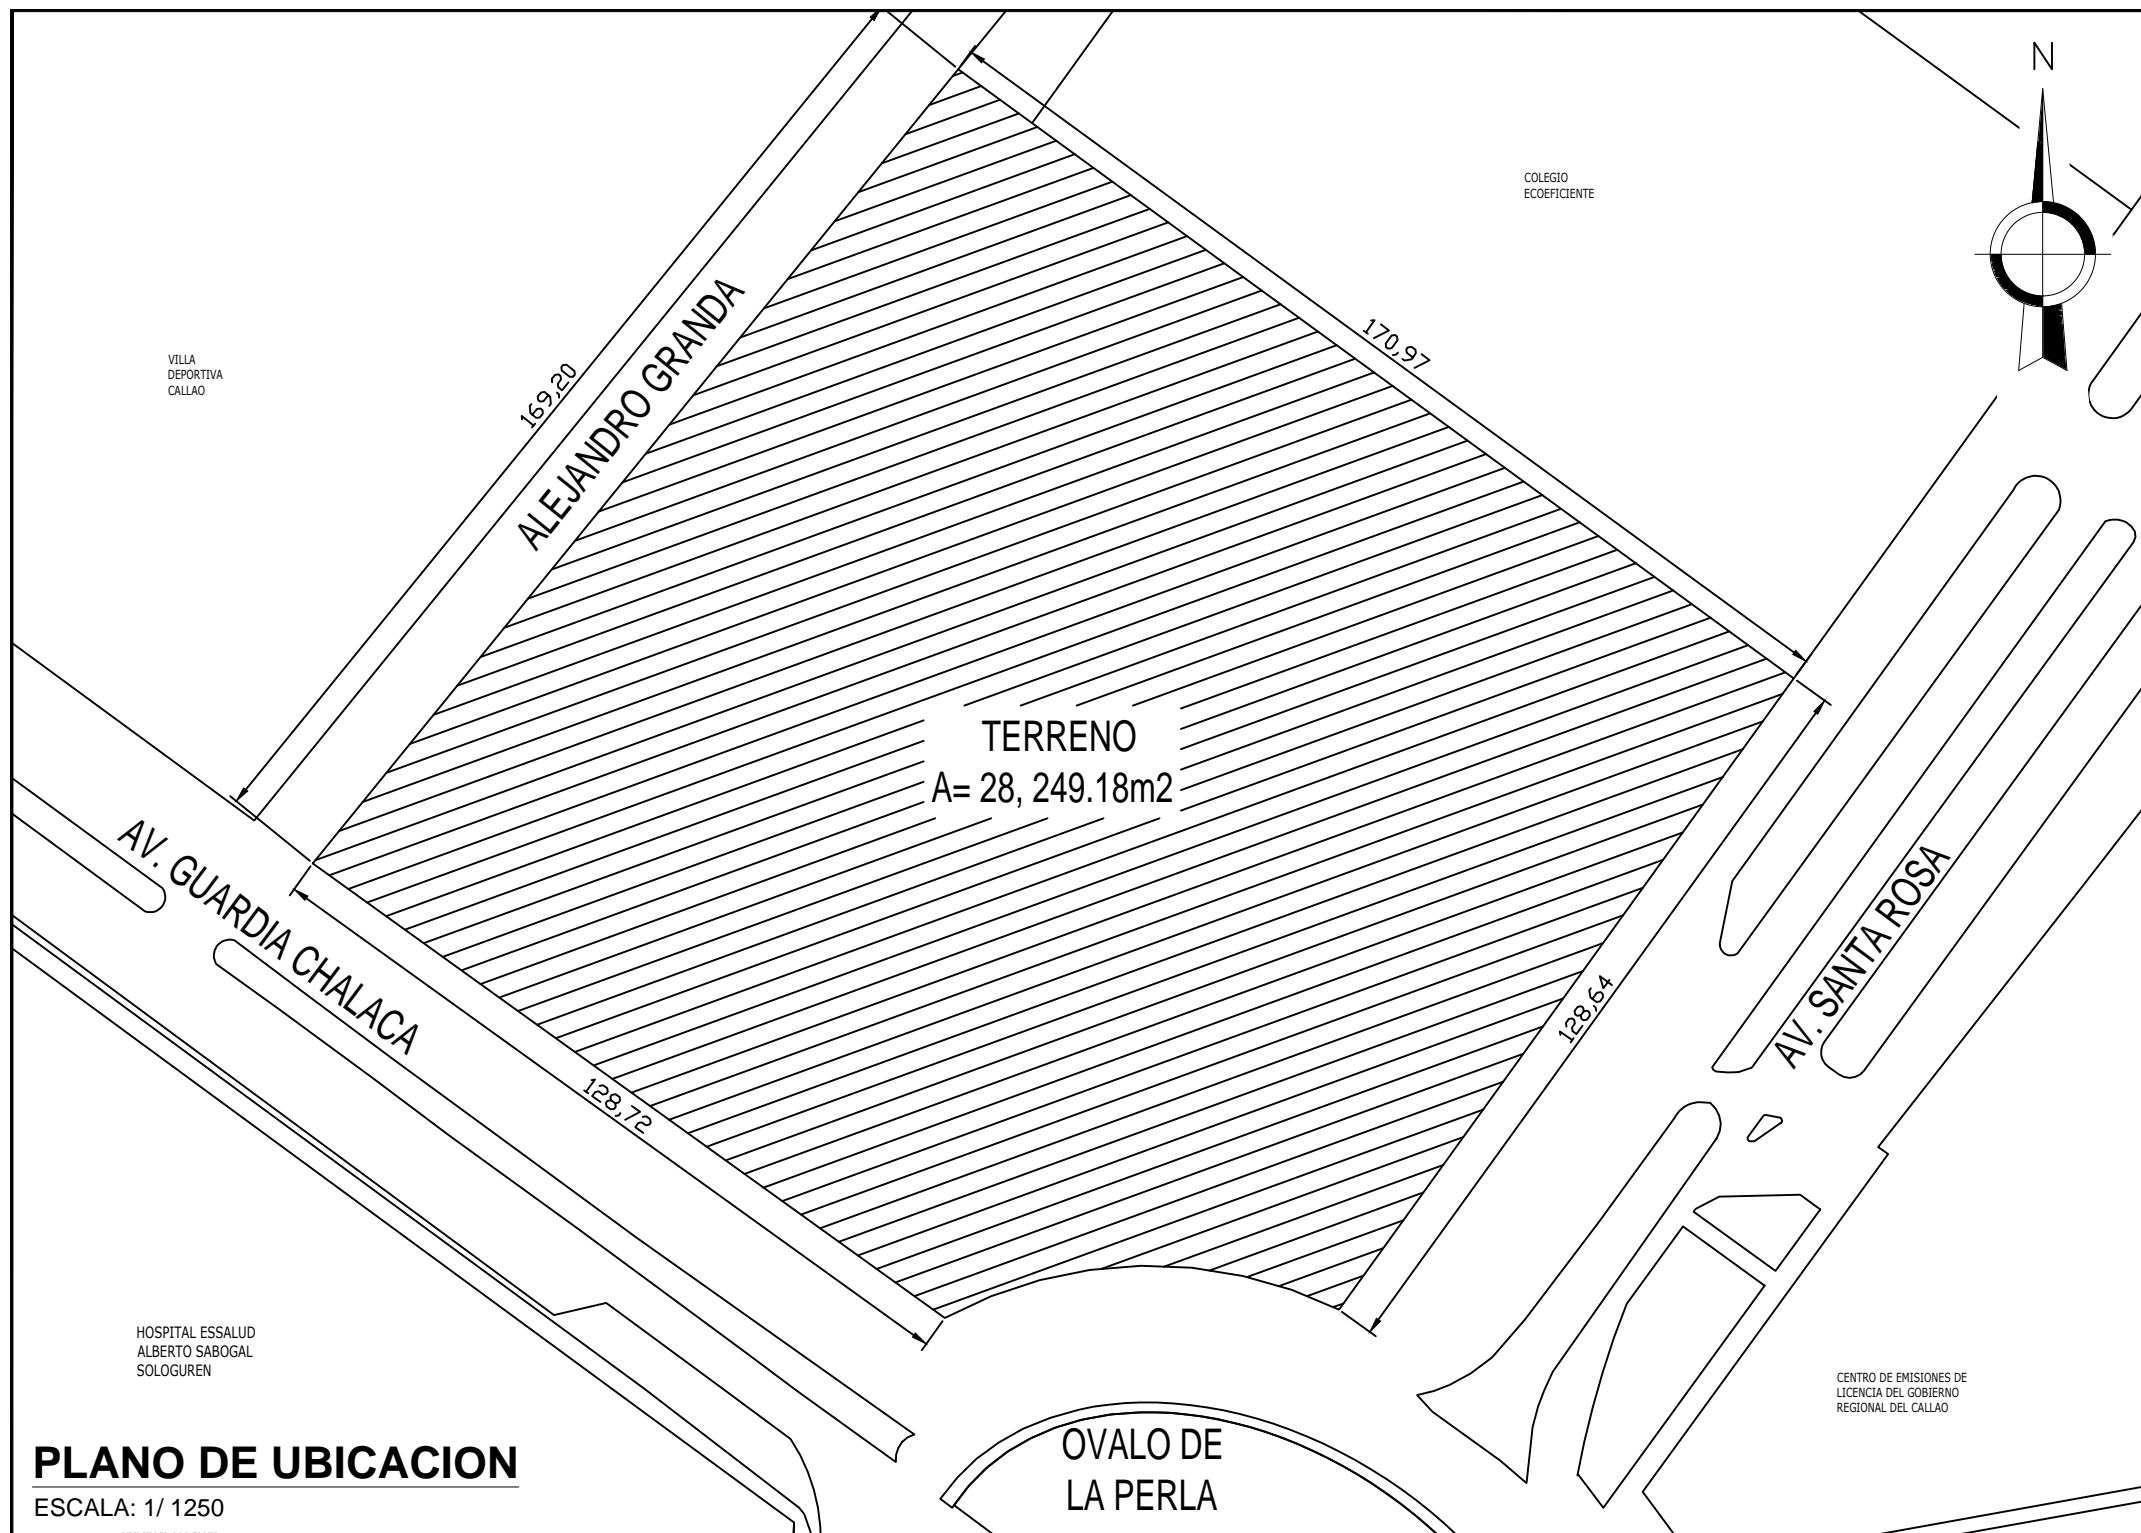 N
COLEGIO
ECOEFICIENTE
170,97
169,20
ALEJANDRO GRANDA
VILLA
DEPORTIVA
CALLAO
TERRENO
A= 28, 249.18m2
AV. GUARDIA CHALACA
128,72
128,64
AV. SANTA ROSA
HOSPITAL ESSALUD
ALBERTO SABOGAL
SOLOGUREN
CENTRO DE EMISIONES DE
LICENCIA DEL GOBIERNO
REGIONAL DEL CALLAO
OVALO DE
LA PERLA
PLANO DE UBICACION
ESCALA: 1/ 1250